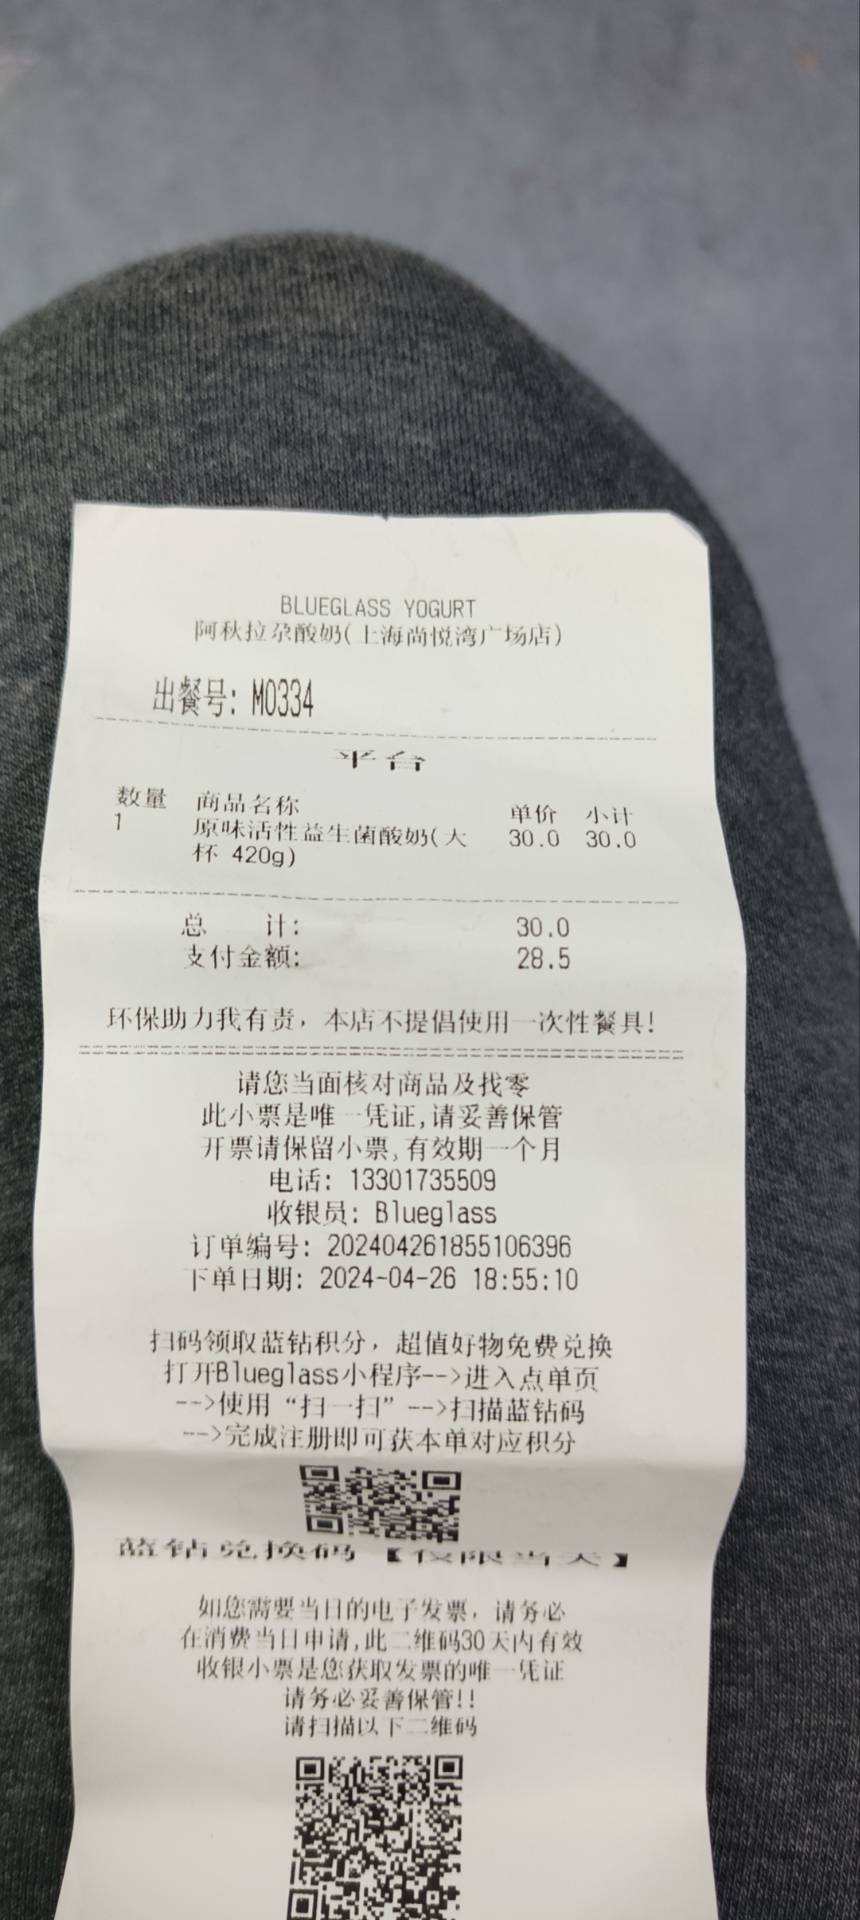 BLUEGLASS YOGURT
阿秋拉尕酸奶(上海尚悦湾广场店)
出餐号: M0334
平台
数量 商品名称 单价 小计
1 原味活性益生菌酸奶(大 30.0 30.0
杯 420g)
总 计: 30.0
支付金额: 28.5
环保助力我有责，本店不提倡使用一次性餐具!
请您当面核对商品及找零
此小票是唯一凭证,请妥善保管
开票请保留小票,有效期一个月
电话: 13301735509
收银员: Blueglass
订单编号: 202404261855106396
下单日期: 2024-04-26 18:55:10
扫码领取蓝钻积分，超值好物免费兑换
打开Blueglass小程序-->进入点单页
-->使用“扫一扫”-->扫描蓝钻码
-->完成注册即可获本单对应积分
蓝钻兑换码【仅限当天】
如您需要当日的电子发票，请务必
在消费当日申请,此二维码30天内有效
收银小票是您获取发票的唯一凭证
请务必妥善保管!!
请扫描以下二维码